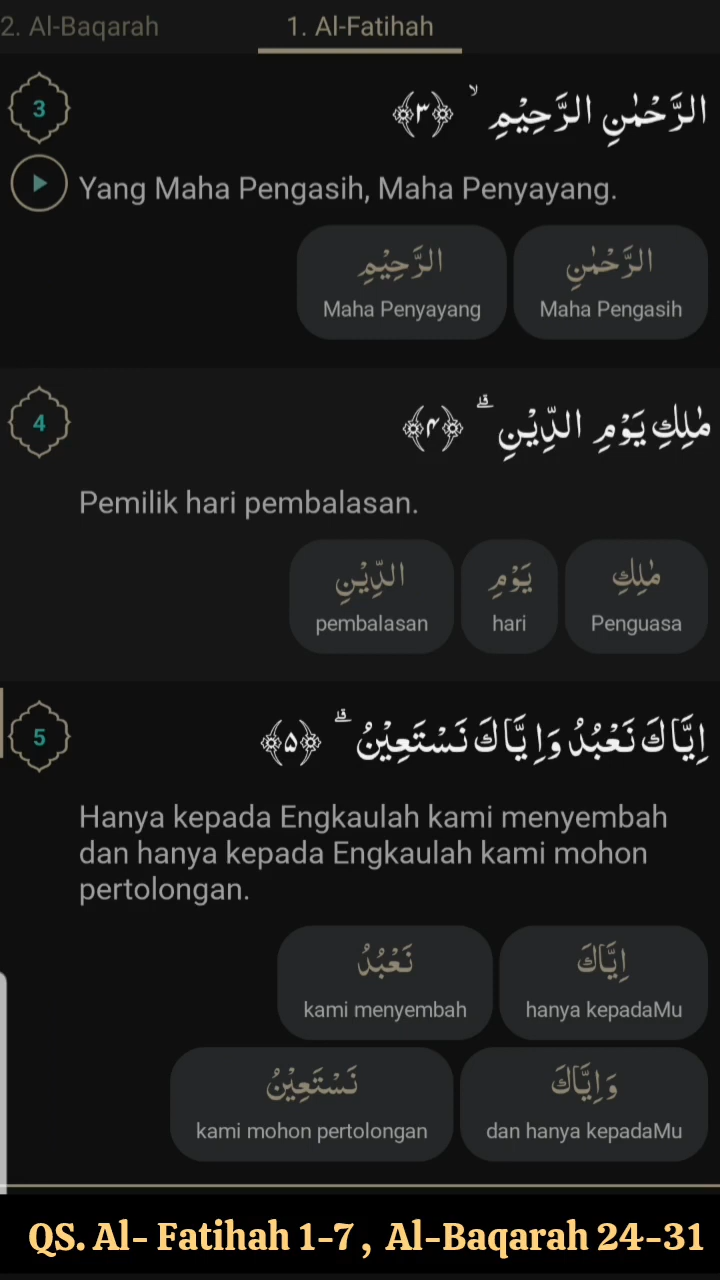 2. Al-Baqarah 1. Al-Fatihah
3
الرَّحْمٰنِ الرَّحِيْمِ ۙ ﴿۳﴾
Yang Maha Pengasih, Maha Penyayang.
الرَّحْمٰنِ الرَّحِيْمِ
Maha Penyayang Maha Pengasih
4
مٰلِكِ يَوْمِ الدِّيْنِ ۗ ﴿۴﴾
Pemilik hari pembalasan.
مٰلِكِ يَوْمِ الدِّيْنِ
pembalasan hari Penguasa
5
اِيَّاكَ نَعْبُدُ وَاِيَّاكَ نَسْتَعِيْنُ ۗ ﴿۵﴾
Hanya kepada Engkaulah kami menyembah
dan hanya kepada Engkaulah kami mohon
pertolongan.
اِيَّاكَ نَعْبُدُ
kami menyembah hanya kepadaMu
وَاِيَّاكَ نَسْتَعِيْنُ
kami mohon pertolongan dan hanya kepadaMu
QS. Al- Fatihah 1-7 , Al-Baqarah 24-31